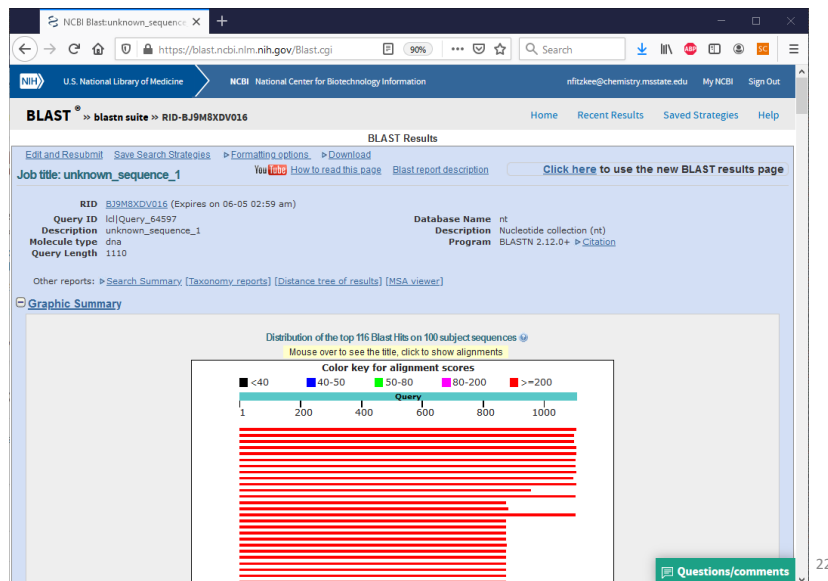 NCBI Blast:unknown_sequence
https://blast.ncbi.nlm.nih.gov/Blast.cgi 90% Search
NIH U.S. National Library of Medicine NCBI National Center for Biotechnology Information nfitzkee@chemistry.msstate.edu My NCBI Sign Out
BLAST ® » blastn suite » RID-BJ9M8XDV016 Home Recent Results Saved Strategies Help
BLAST Results
Edit and Resubmit Save Search Strategies Formatting options Download
Job title: unknown_sequence_1 YouTube How to read this page Blast report description Click here to use the new BLAST results page
RID BJ9M8XDV016 (Expires on 06-05 02:59 am)
Query ID lcl|Query_64597 Database Name nt
Description unknown_sequence_1 Description Nucleotide collection (nt)
Molecule type dna Program BLASTN 2.12.0+ Citation
Query Length 1110
Other reports: Search Summary [Taxonomy reports] [Distance tree of results] [MSA viewer]
Graphic Summary
Distribution of the top 116 Blast Hits on 100 subject sequences
Mouse over to see the title, click to show alignments
Color key for alignment scores
<40 40-50 50-80 80-200 >=200
Query
1 200 400 600 800 1000
Questions/comments
22